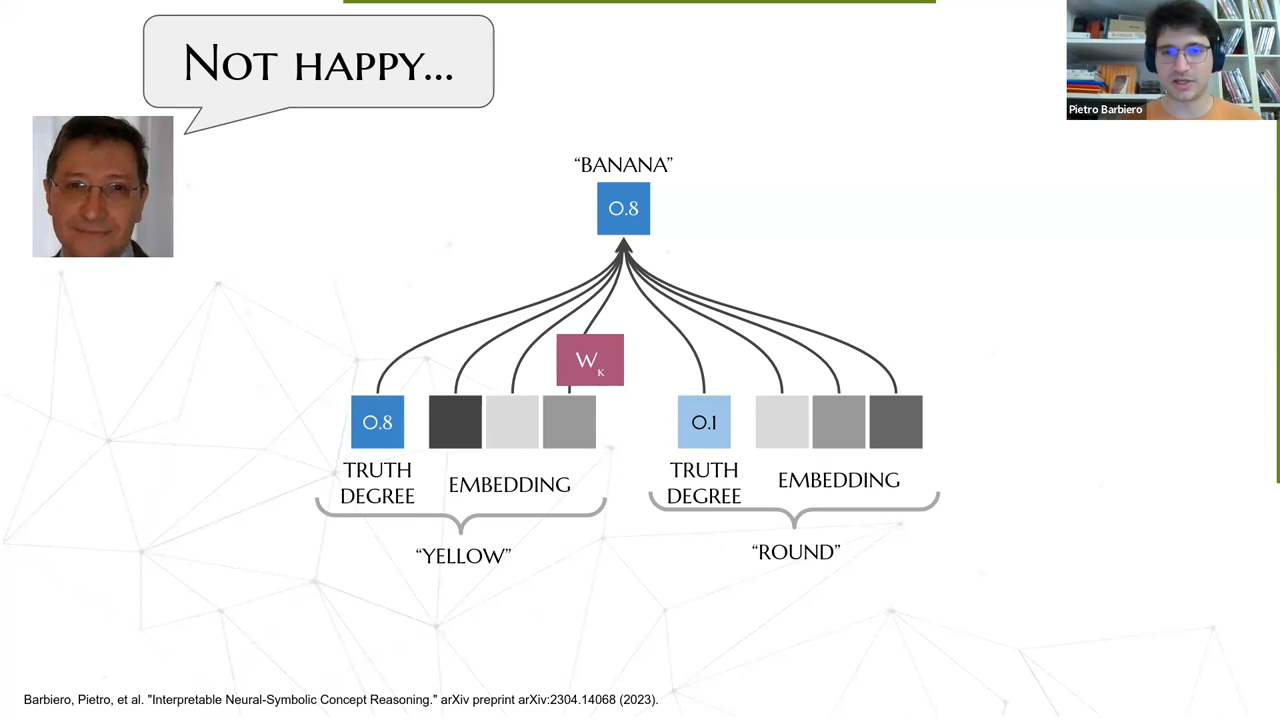 NOT HAPPY...
Pietro Barbiero
“BANANA”
0.8
WK
0.8
0.1
TRUTH
DEGREE
EMBEDDING
TRUTH
DEGREE
EMBEDDING
“YELLOW”
“ROUND”
Barbiero, Pietro, et al. "Interpretable Neural-Symbolic Concept Reasoning." arXiv preprint arXiv:2304.14068 (2023).